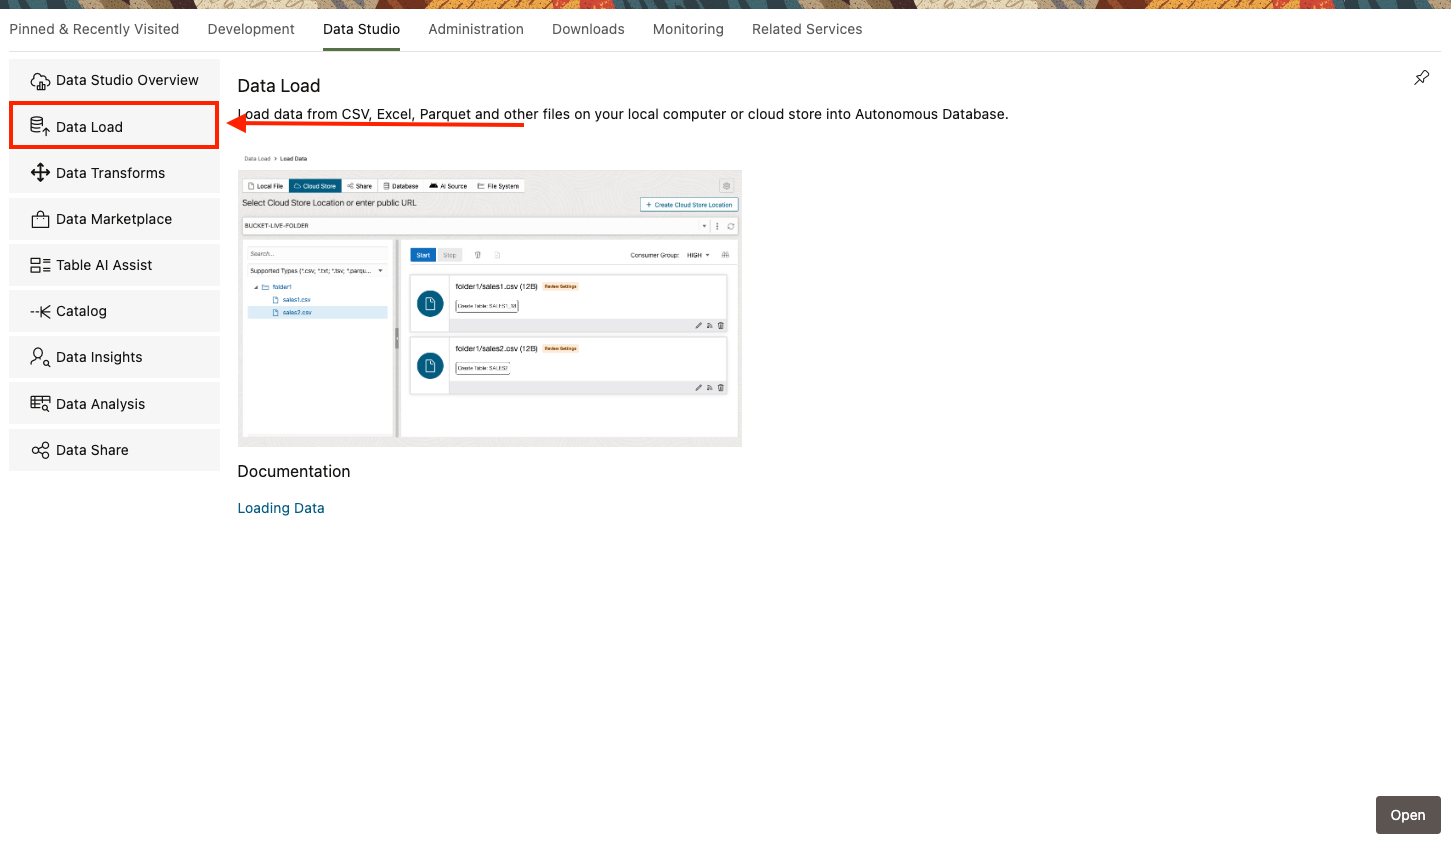 Pinned & Recently Visited Development Data Studio Administration Downloads Monitoring Related Services
Data Studio Overview
Data Load
Data Transforms
Data Marketplace
Table AI Assist
Catalog
Data Insights
Data Analysis
Data Share
Data Load
Load data from CSV, Excel, Parquet and other files on your local computer or cloud store into Autonomous Database.
Data Load > Load Data
Local File Cloud Store Share Database AI Source File System
Select Cloud Store Location or enter public URL
+ Create Cloud Store Location
BUCKET-LIVE-FOLDER
Search...
Supported Types (*.csv, *.txt, *.tsv, *.parqu...
folder1
sales1.csv
sales2.csv
Start Stop Consumer Group: HIGH
folder1/sales1.csv (12B) Review Settings
Create Table: SALES1_
folder1/sales2.csv (12B) Review Settings
Create Table: SALES2
Documentation
Loading Data
Open